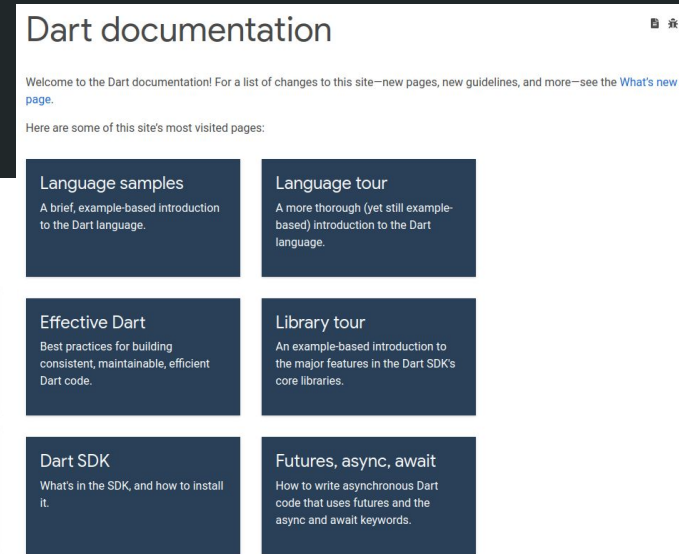 Dart documentation
Welcome to the Dart documentation! For a list of changes to this site—new pages, new guidelines, and more—see the What's new
page.
Here are some of this site's most visited pages:
Language samples
A brief, example-based introduction
to the Dart language.
Language tour
A more thorough (yet still example-
based) introduction to the Dart
language.
Effective Dart
Best practices for building
consistent, maintainable, efficient
Dart code.
Library tour
An example-based introduction to
the major features in the Dart SDK's
core libraries.
Dart SDK
What's in the SDK, and how to install
it.
Futures, async, await
How to write asynchronous Dart
code that uses futures and the
async and await keywords.